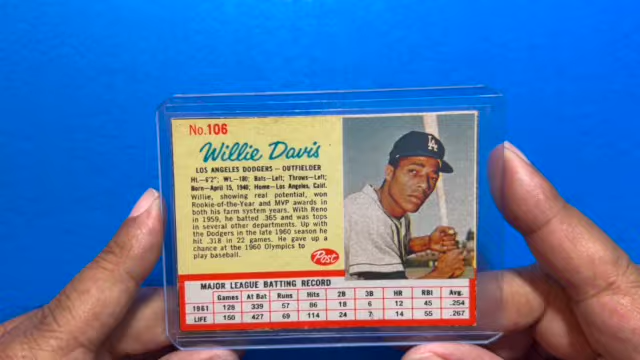 No.106
Willie Davis
LOS ANGELES DODGERS – OUTFIELDER
Ht.—6'2"; Wt.—180; Bats—Left; Throws—Left;
Born—April 15, 1940; Home—Los Angeles, Calif.
Willie, showing real potential, won
Rookie-of-the-Year and MVP awards in
both his farm system years. With Reno
in 1959, he batted .365 and was tops
in several other departments. Up with
the Dodgers in the late 1960 season he
hit .318 in 22 games. He gave up a
chance at the 1960 Olympics to
play baseball.
Post
LA
MAJOR LEAGUE BATTING RECORD
Games At Bat Runs Hits 2B 3B HR RBI Avg.
1961 128 339 57 86 18 6 12 45 .254
LIFE 150 427 69 114 24 7 14 55 .267